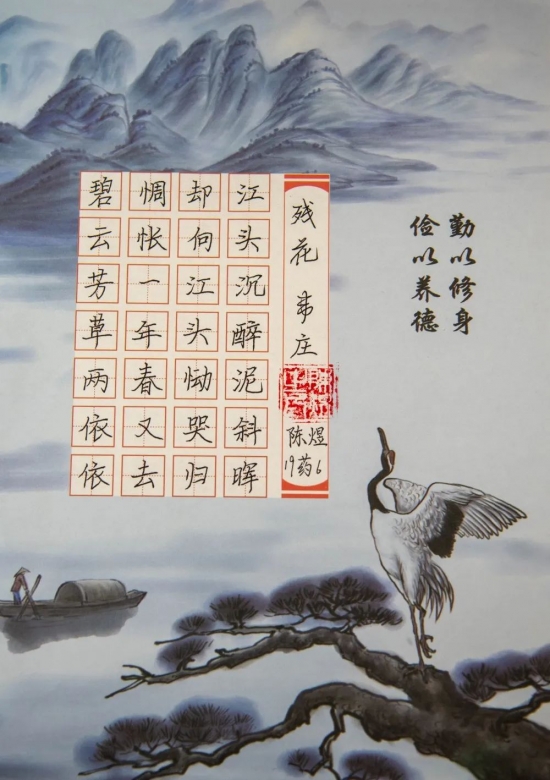 勤以修身
俭以养德
残花 韦庄
陈煜
19药6
江头沉醉泥斜晖
却向江头恸哭归
惆怅一年春又去
碧云芳草两依依